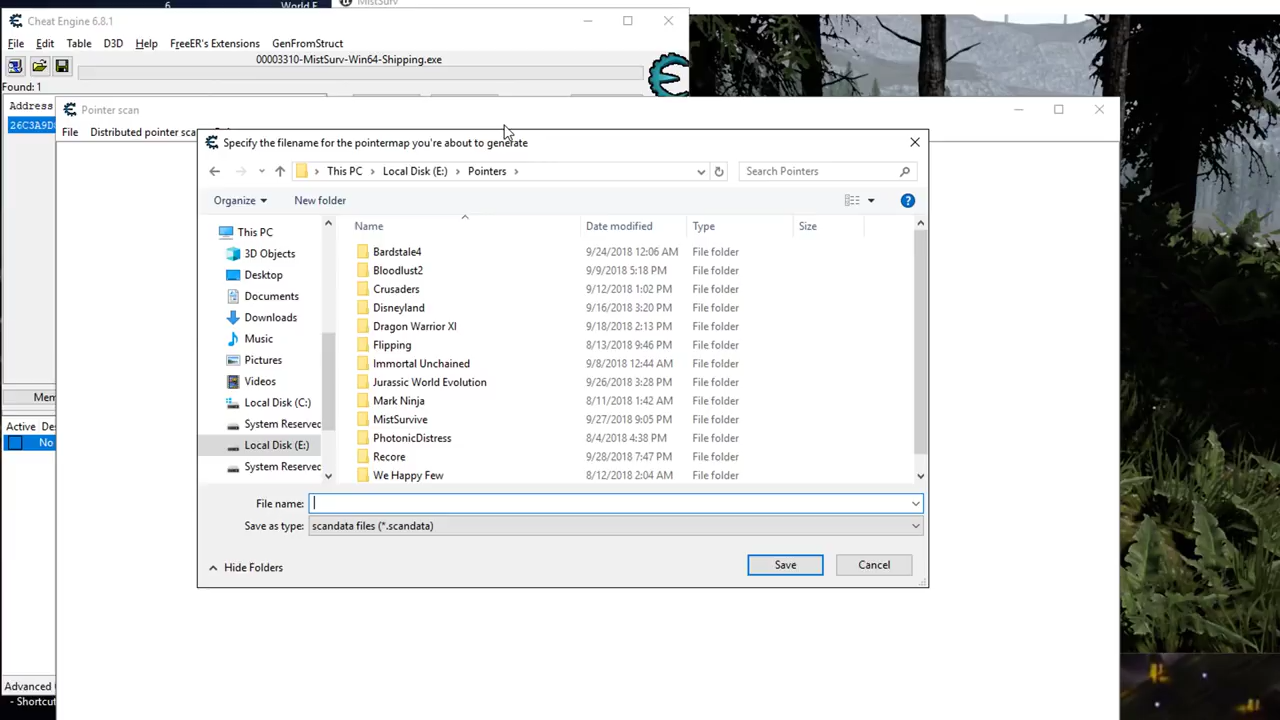 6
World E
MistSurv
Cheat Engine 6.8.1
File Edit Table D3D Help FreeER's Extensions GenFromStruct
00003310-MistSurv-Win64-Shipping.exe
Found: 1
Address
26C3A9D
Pointer scan
File Distributed pointer sca
Specify the filename for the pointermap you're about to generate
This PC > Local Disk (E:) > Pointers >
Search Pointers
Organize New folder
Name Date modified Type Size
This PC
3D Objects
Desktop
Documents
Downloads
Music
Pictures
Videos
Local Disk (C:)
System Reserved
Local Disk (E:)
System Reserved
Bardstale4 9/24/2018 12:06 AM File folder
Bloodlust2 9/9/2018 5:18 PM File folder
Crusaders 9/12/2018 1:02 PM File folder
Disneyland 9/16/2018 3:20 PM File folder
Dragon Warrior XI 9/18/2018 2:13 PM File folder
Flipping 8/13/2018 9:46 PM File folder
Immortal Unchained 9/8/2018 12:44 AM File folder
Jurassic World Evolution 9/26/2018 3:28 PM File folder
Mark Ninja 8/11/2018 1:42 AM File folder
MistSurvive 9/27/2018 9:05 PM File folder
PhotonicDistress 8/4/2018 4:38 PM File folder
Recore 9/28/2018 7:47 PM File folder
We Happy Few 8/12/2018 2:04 AM File folder
Mem
Active Des
No
File name:
Save as type: scandata files (*.scandata)
Hide Folders
Save
Cancel
Advanced
- Shortcut